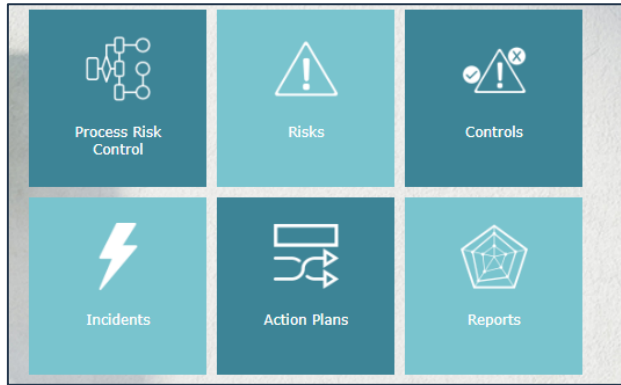 Process Risk
Control
Risks
Controls
Incidents
Action Plans
Reports